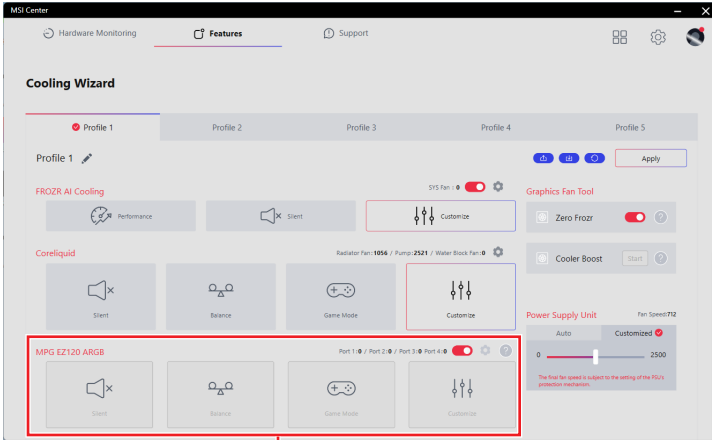 MSI Center
Hardware Monitoring
Features
Support
Cooling Wizard
Profile 1
Profile 2
Profile 3
Profile 4
Profile 5
Profile 1
Apply
FROZR AI Cooling
SYS Fan : 0
Performance
Silent
Customize
Graphics Fan Tool
Zero Frozr
Cooler Boost
Start
Coreliquid
Radiator Fan:1056 / Pump:2521 / Water Block Fan:0
Silent
Balance
Game Mode
Customize
Power Supply Unit
Fan Speed:712
Auto
Customized
0
2500
The final fan speed is subject to the setting of the PSU's
protection mechanism.
MPG EZ120 ARGB
Port 1:0 / Port 2:0 / Port 3:0 Port 4:0
Silent
Balance
Game Mode
Customize